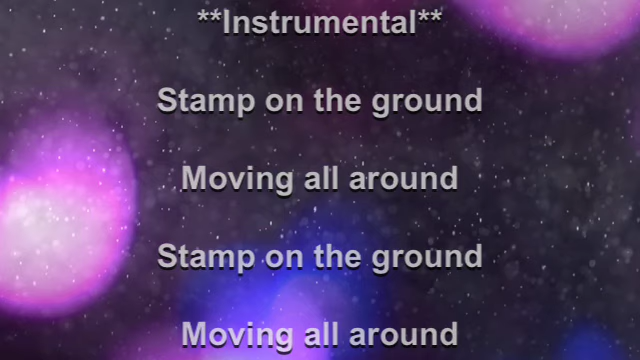 **Instrumental**
Stamp on the ground
Moving all around
Stamp on the ground
Moving all around